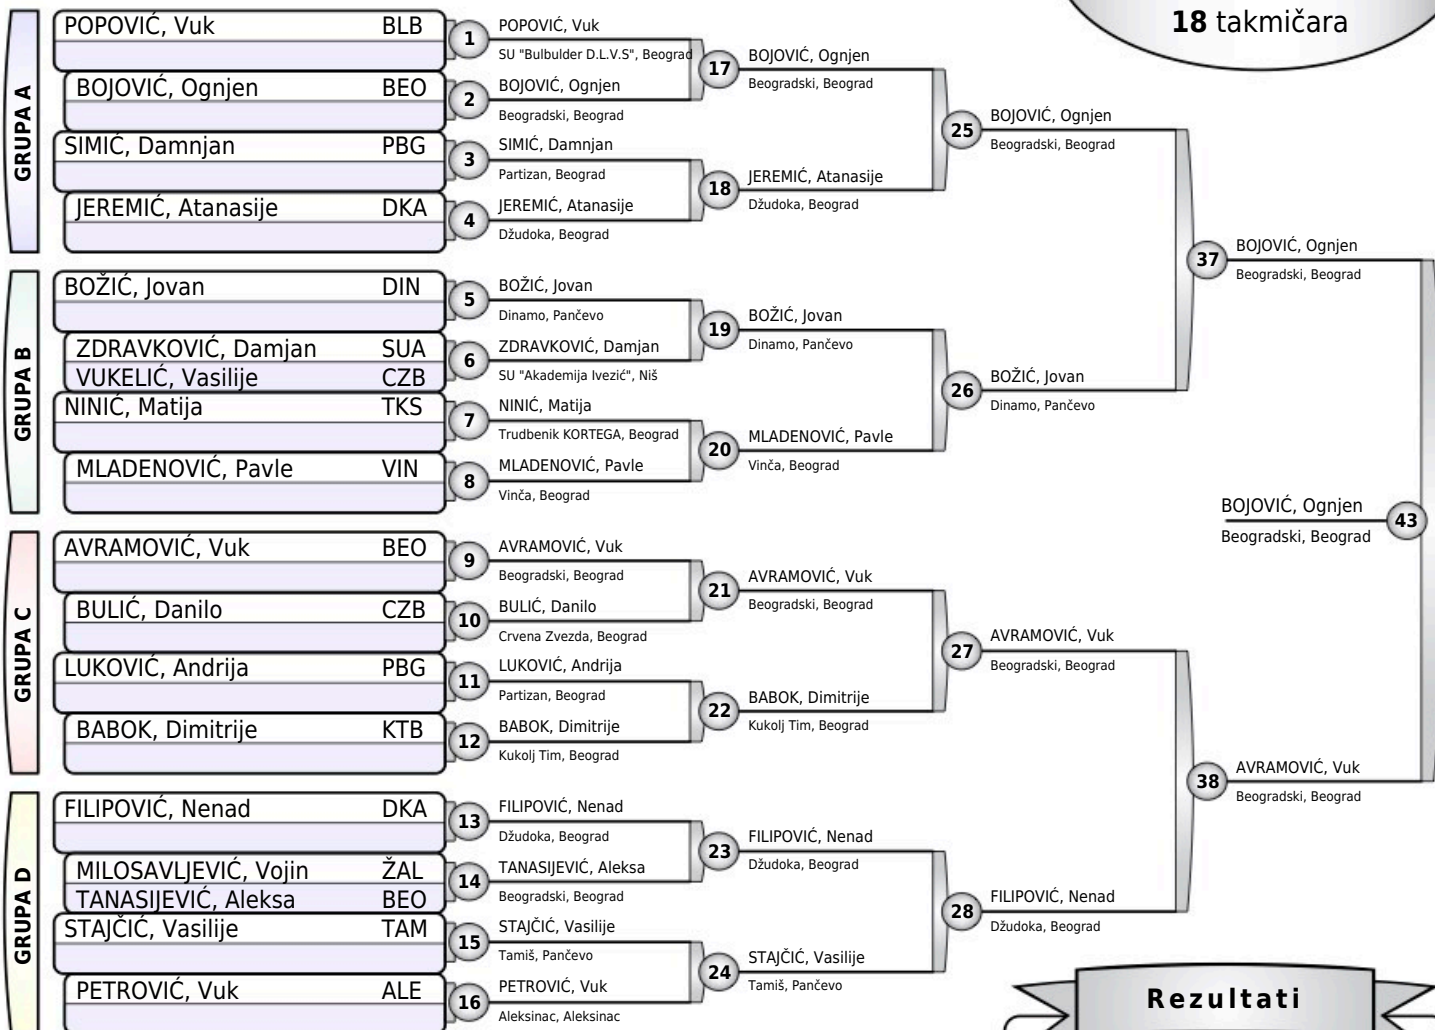 18 takmičara
GRUPA A
POPOVIĆ, Vuk BLB
BOJOVIĆ, Ognjen BEO
SIMIĆ, Damnjan PBG
JEREMIĆ, Atanasije DKA
GRUPA B
BOŽIĆ, Jovan DIN
ZDRAVKOVIĆ, Damjan SUA
VUKELIĆ, Vasilije CZB
NINIĆ, Matija TKS
MLADENOVIĆ, Pavle VIN
GRUPA C
AVRAMOVIĆ, Vuk BEO
BULIĆ, Danilo CZB
LUKOVIĆ, Andrija PBG
BABOK, Dimitrije KTB
GRUPA D
FILIPOVIĆ, Nenad DKA
MILOSAVLJEVIĆ, Vojin ŽAL
TANASIJEVIĆ, Aleksa BEO
STAJČIĆ, Vasilije TAM
PETROVIĆ, Vuk ALE
1 POPOVIĆ, Vuk
SU "Bulbulder D.L.V.S", Beograd
2 BOJOVIĆ, Ognjen
Beogradski, Beograd
3 SIMIĆ, Damnjan
Partizan, Beograd
4 JEREMIĆ, Atanasije
Džudoka, Beograd
5 BOŽIĆ, Jovan
Dinamo, Pančevo
6 ZDRAVKOVIĆ, Damjan
SU "Akademija Ivezić", Niš
7 NINIĆ, Matija
Trudbenik KORTEGA, Beograd
8 MLADENOVIĆ, Pavle
Vinča, Beograd
9 AVRAMOVIĆ, Vuk
Beogradski, Beograd
10 BULIĆ, Danilo
Crvena Zvezda, Beograd
11 LUKOVIĆ, Andrija
Partizan, Beograd
12 BABOK, Dimitrije
Kukolj Tim, Beograd
13 FILIPOVIĆ, Nenad
Džudoka, Beograd
14 TANASIJEVIĆ, Aleksa
Beogradski, Beograd
15 STAJČIĆ, Vasilije
Tamiš, Pančevo
16 PETROVIĆ, Vuk
Aleksinac, Aleksinac
17 BOJOVIĆ, Ognjen
Beogradski, Beograd
18 JEREMIĆ, Atanasije
Džudoka, Beograd
19 BOŽIĆ, Jovan
Dinamo, Pančevo
20 MLADENOVIĆ, Pavle
Vinča, Beograd
21 AVRAMOVIĆ, Vuk
Beogradski, Beograd
22 BABOK, Dimitrije
Kukolj Tim, Beograd
23 FILIPOVIĆ, Nenad
Džudoka, Beograd
24 STAJČIĆ, Vasilije
Tamiš, Pančevo
25 BOJOVIĆ, Ognjen
Beogradski, Beograd
26 BOŽIĆ, Jovan
Dinamo, Pančevo
27 AVRAMOVIĆ, Vuk
Beogradski, Beograd
28 FILIPOVIĆ, Nenad
Džudoka, Beograd
37 BOJOVIĆ, Ognjen
Beogradski, Beograd
38 AVRAMOVIĆ, Vuk
Beogradski, Beograd
BOJOVIĆ, Ognjen 43
Beogradski, Beograd
Rezultati